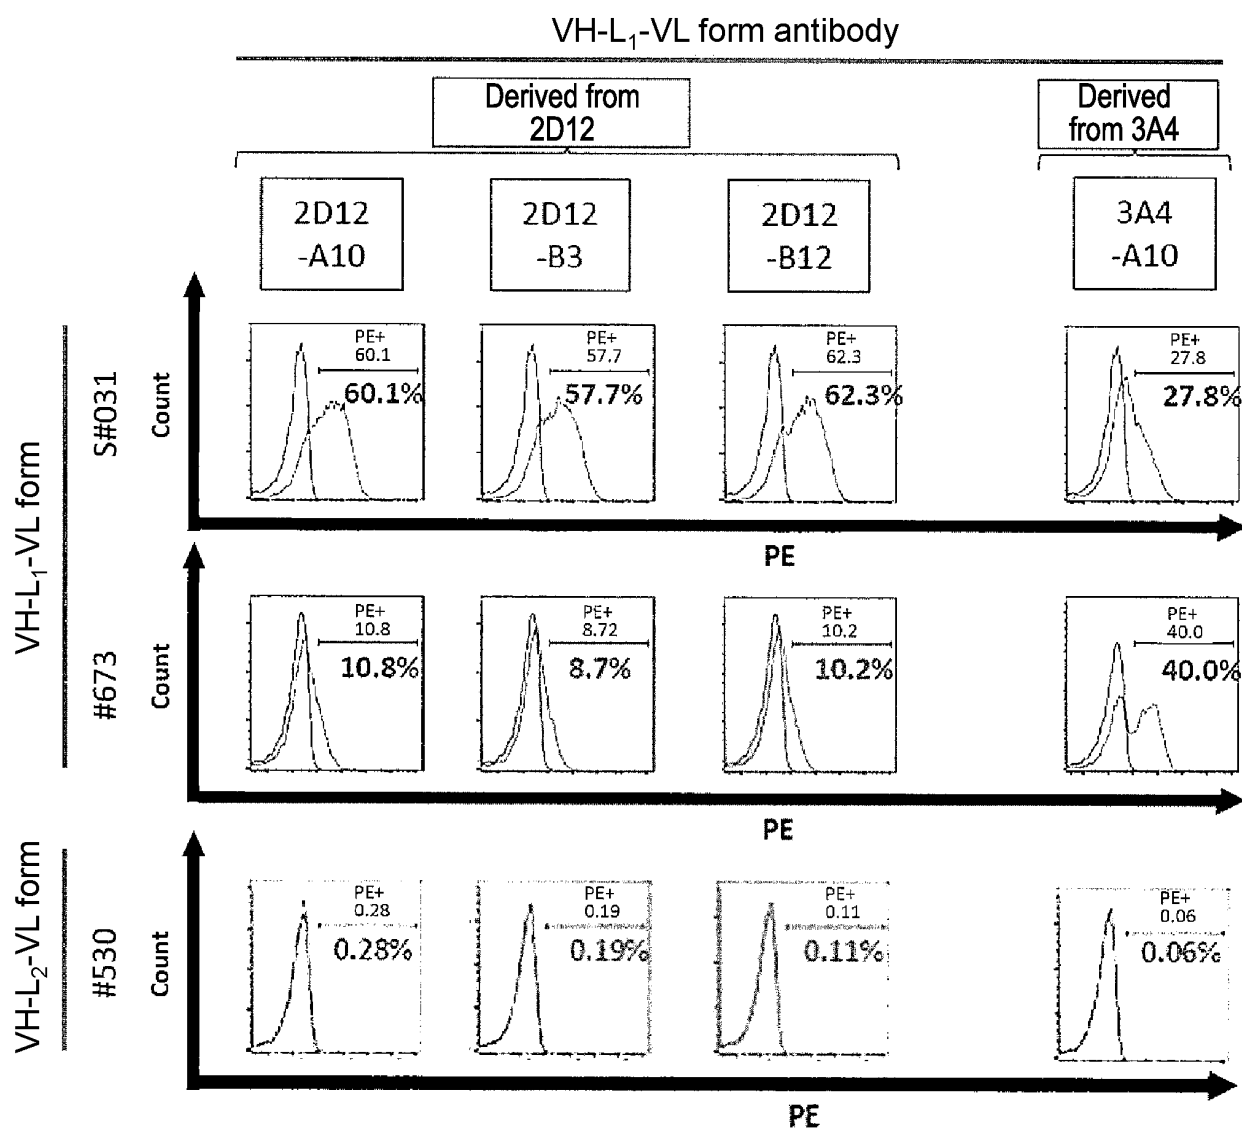 VH-L1-VL form antibody
Derived from
2D12
Derived
from 3A4
2D12
-A10
2D12
-B3
2D12
-B12
3A4
-A10
VH-L1-VL form
S#031
Count
PE+
60.1
60.1%
PE+
57.7
57.7%
PE+
62.3
62.3%
PE+
27.8
27.8%
PE
#673
Count
PE+
10.8
10.8%
PE+
8.72
8.7%
PE+
10.2
10.2%
PE+
40.0
40.0%
PE
VH-L2-VL form
#530
Count
PE+
0.28
0.28%
PE+
0.19
0.19%
PE+
0.11
0.11%
PE+
0.06
0.06%
PE